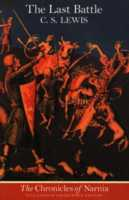 The Last Battle
C. S. LEWIS
The Chronicles of Narnia